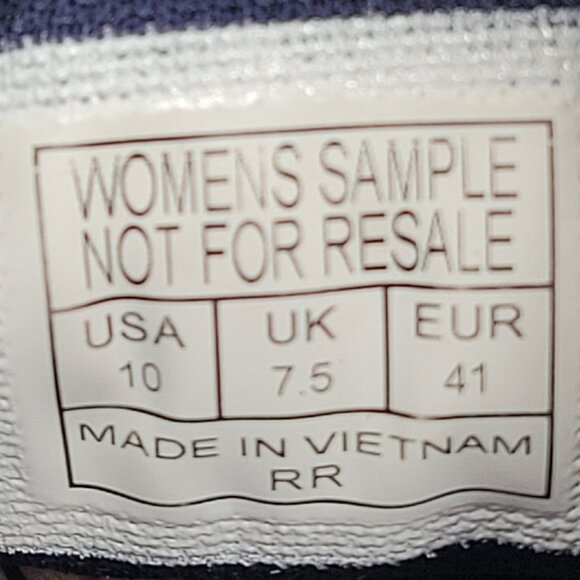 WOMENS SAMPLE
NOT FOR RESALE
USA UK EUR
10 7.5 41
MADE IN VIETNAM
RR